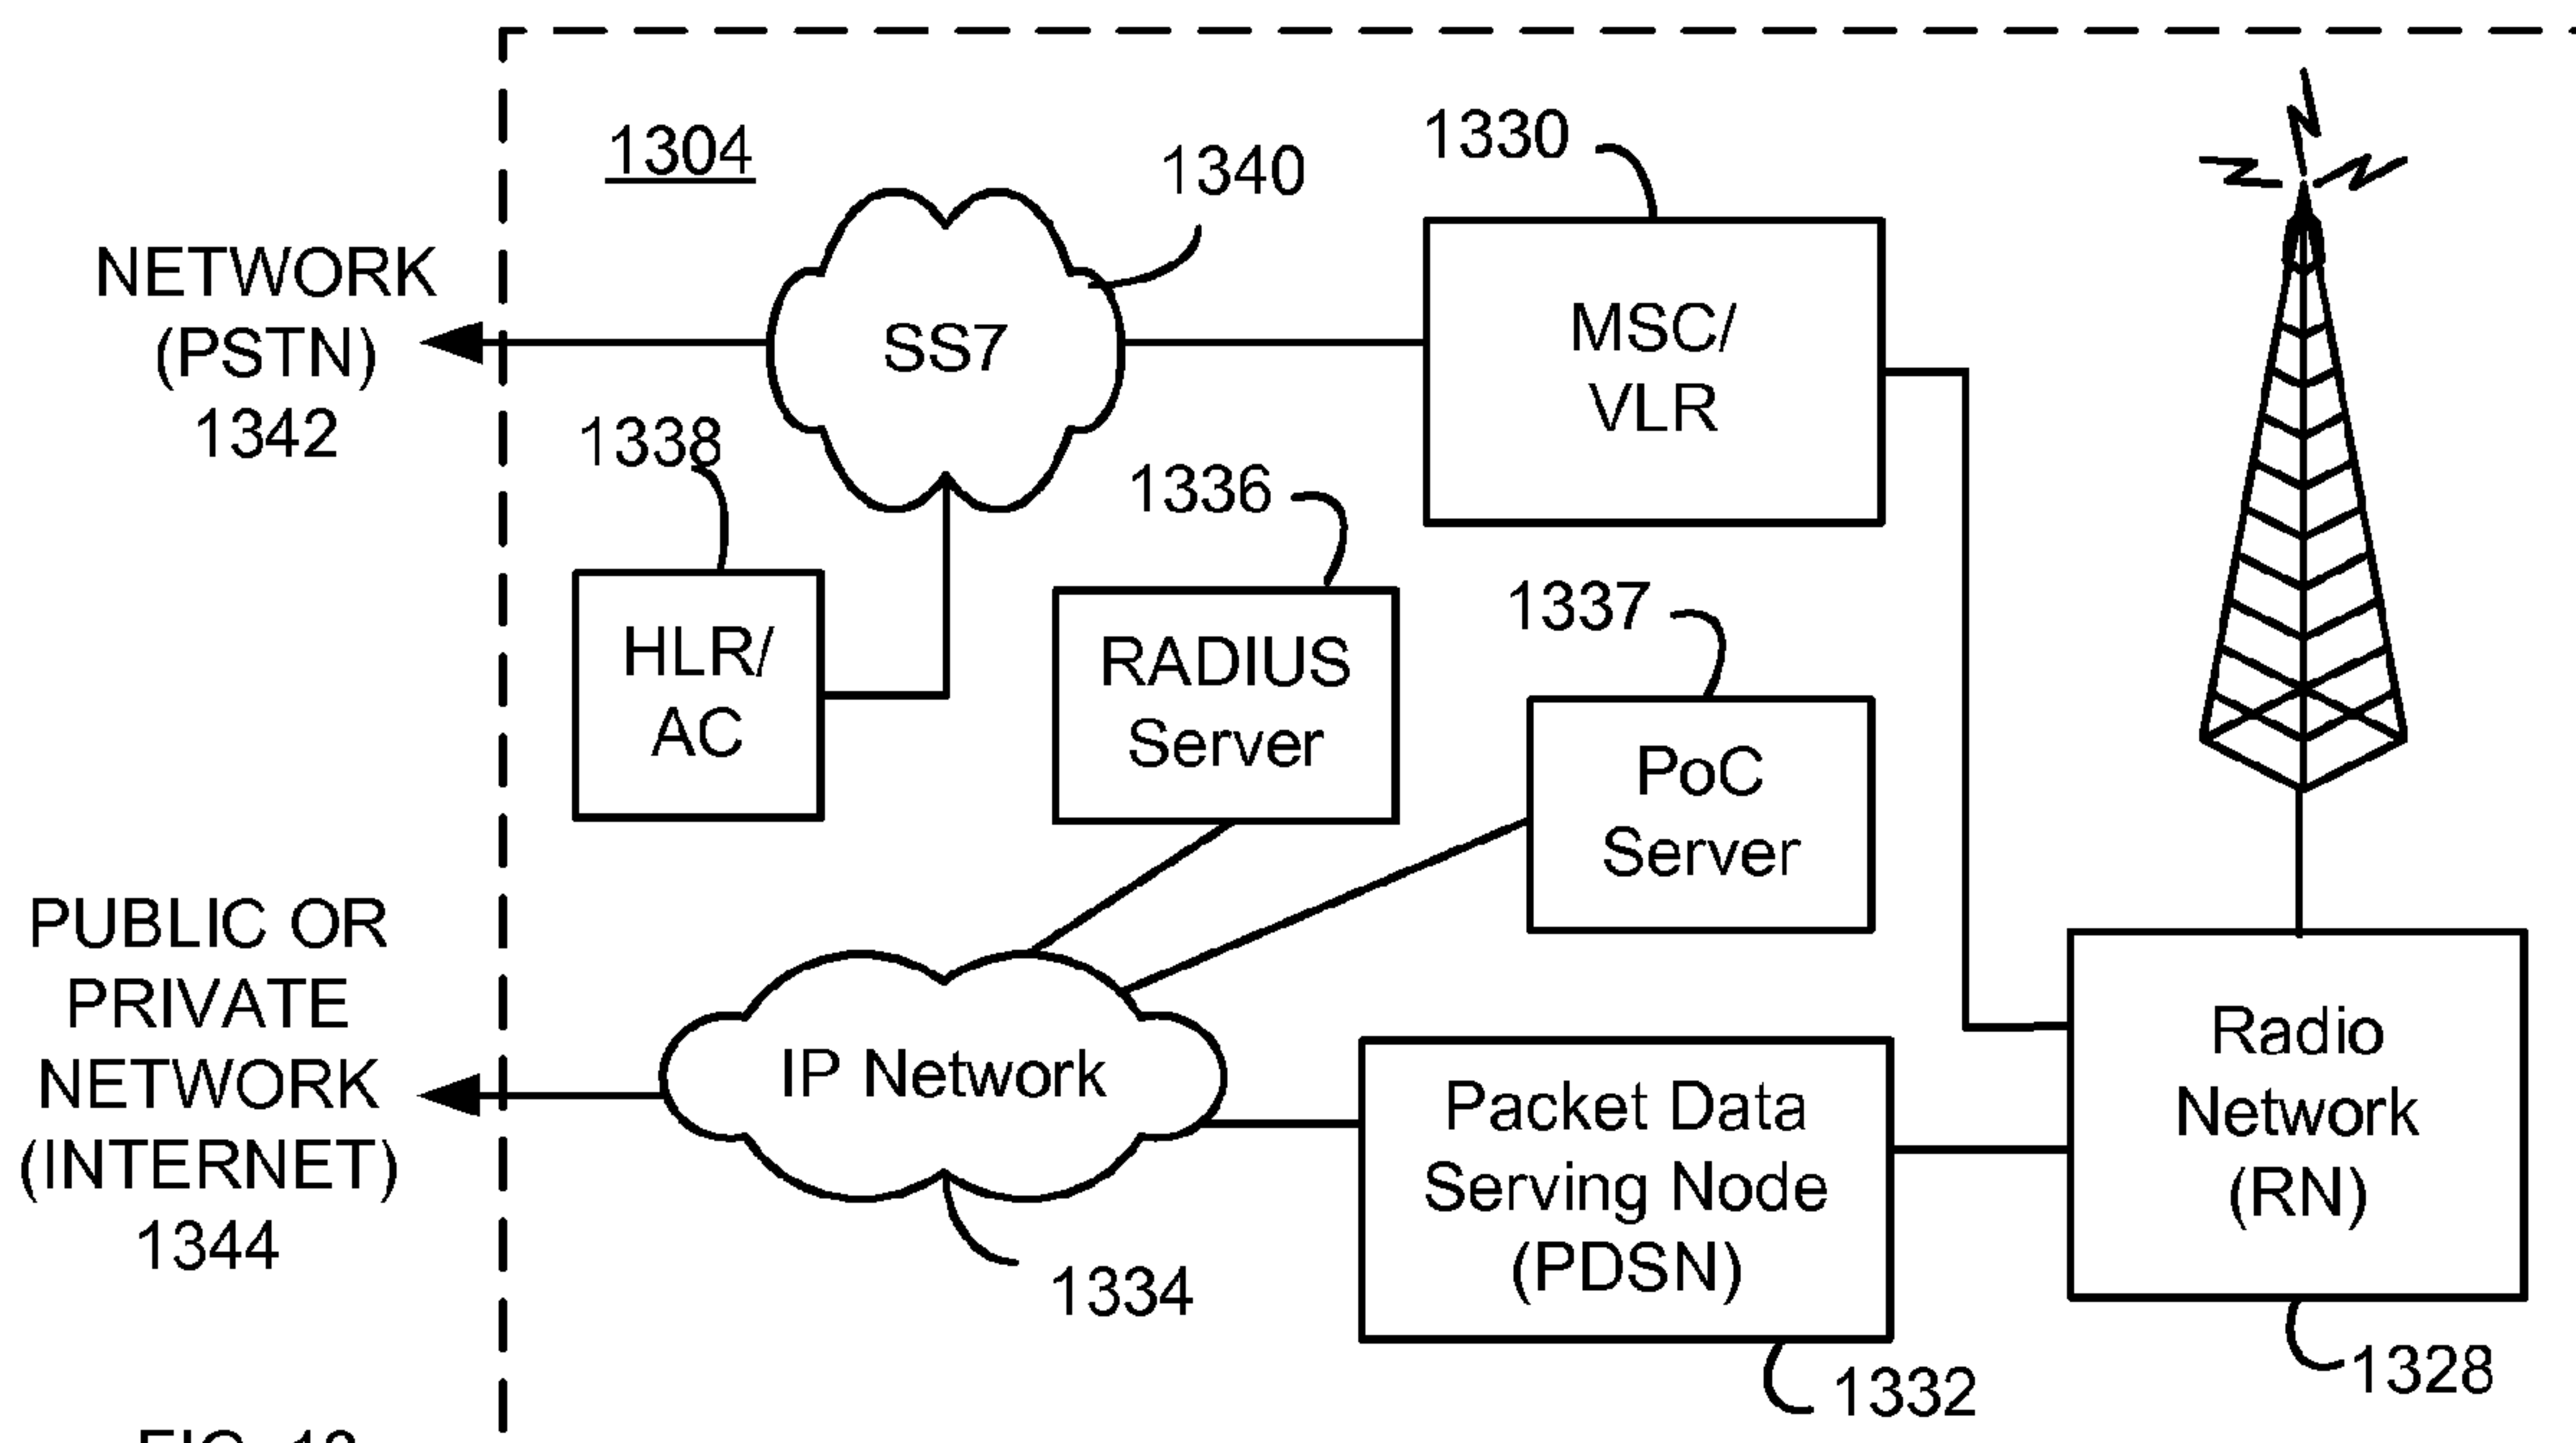 1304
1340
1330
NETWORK
(PSTN)
1342
SS7
MSC/
VLR
1338
1336
1337
HLR/
AC
RADIUS
Server
PoC
Server
PUBLIC OR
PRIVATE
NETWORK
(INTERNET)
1344
IP Network
1334
Packet Data
Serving Node
(PDSN)
1332
Radio
Network
(RN)
1328